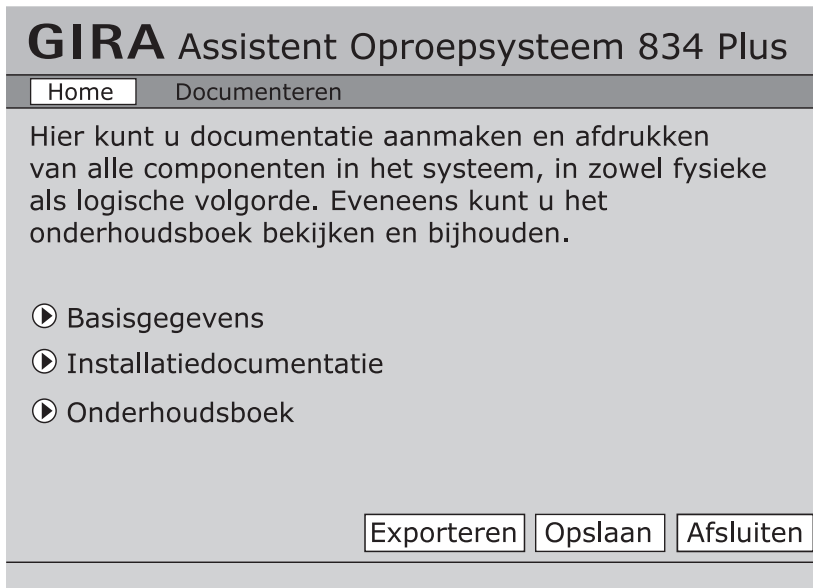 GIRA Assistent Oproepsysteem 834 Plus
Home Documenteren
Hier kunt u documentatie aanmaken en afdrukken
van alle componenten in het systeem, in zowel fysieke
als logische volgorde. Eveneens kunt u het
onderhoudsboek bekijken en bijhouden.
Basisgegevens
Installatiedocumentatie
Onderhoudsboek
Exporteren Opslaan Afsluiten